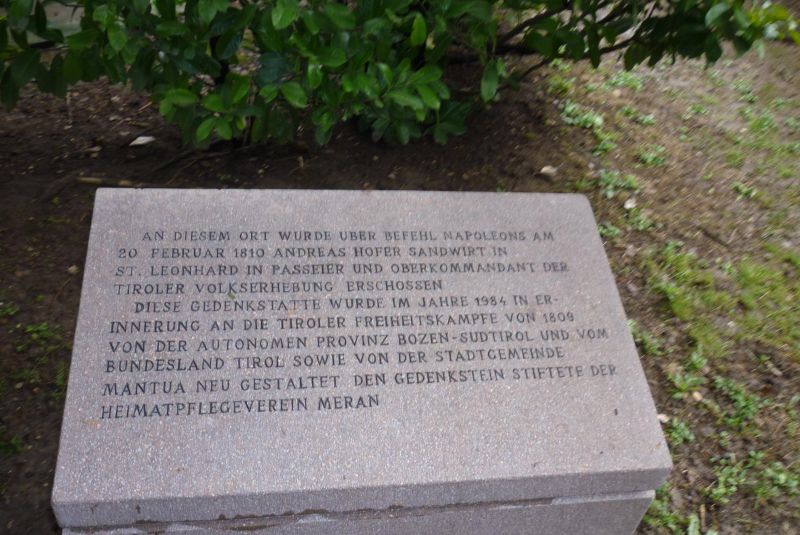 AN DIESEM ORT WURDE UBER BEFEHL NAPOLEONS AM
20 FEBRUAR 1810 ANDREAS HOFER SANDWIRT IN
ST. LEONHARD IN PASSEIER UND OBERKOMMANDANT DER
TIROLER VOLKSERHEBUNG ERSCHOSSEN
DIESE GEDENKSTATTE WURDE IM JAHRE 1984 IN ER-
INNERUNG AN DIE TIROLER FREIHEITSKAMPFE VON 1809
VON DER AUTONOMEN PROVINZ BOZEN-SUDTIROL UND VOM
BUNDESLAND TIROL SOWIE VON DER STADTGEMEINDE
MANTUA NEU GESTALTET DEN GEDENKSTEIN STIFTETE DER
HEIMATPFLEGEVEREIN MERAN